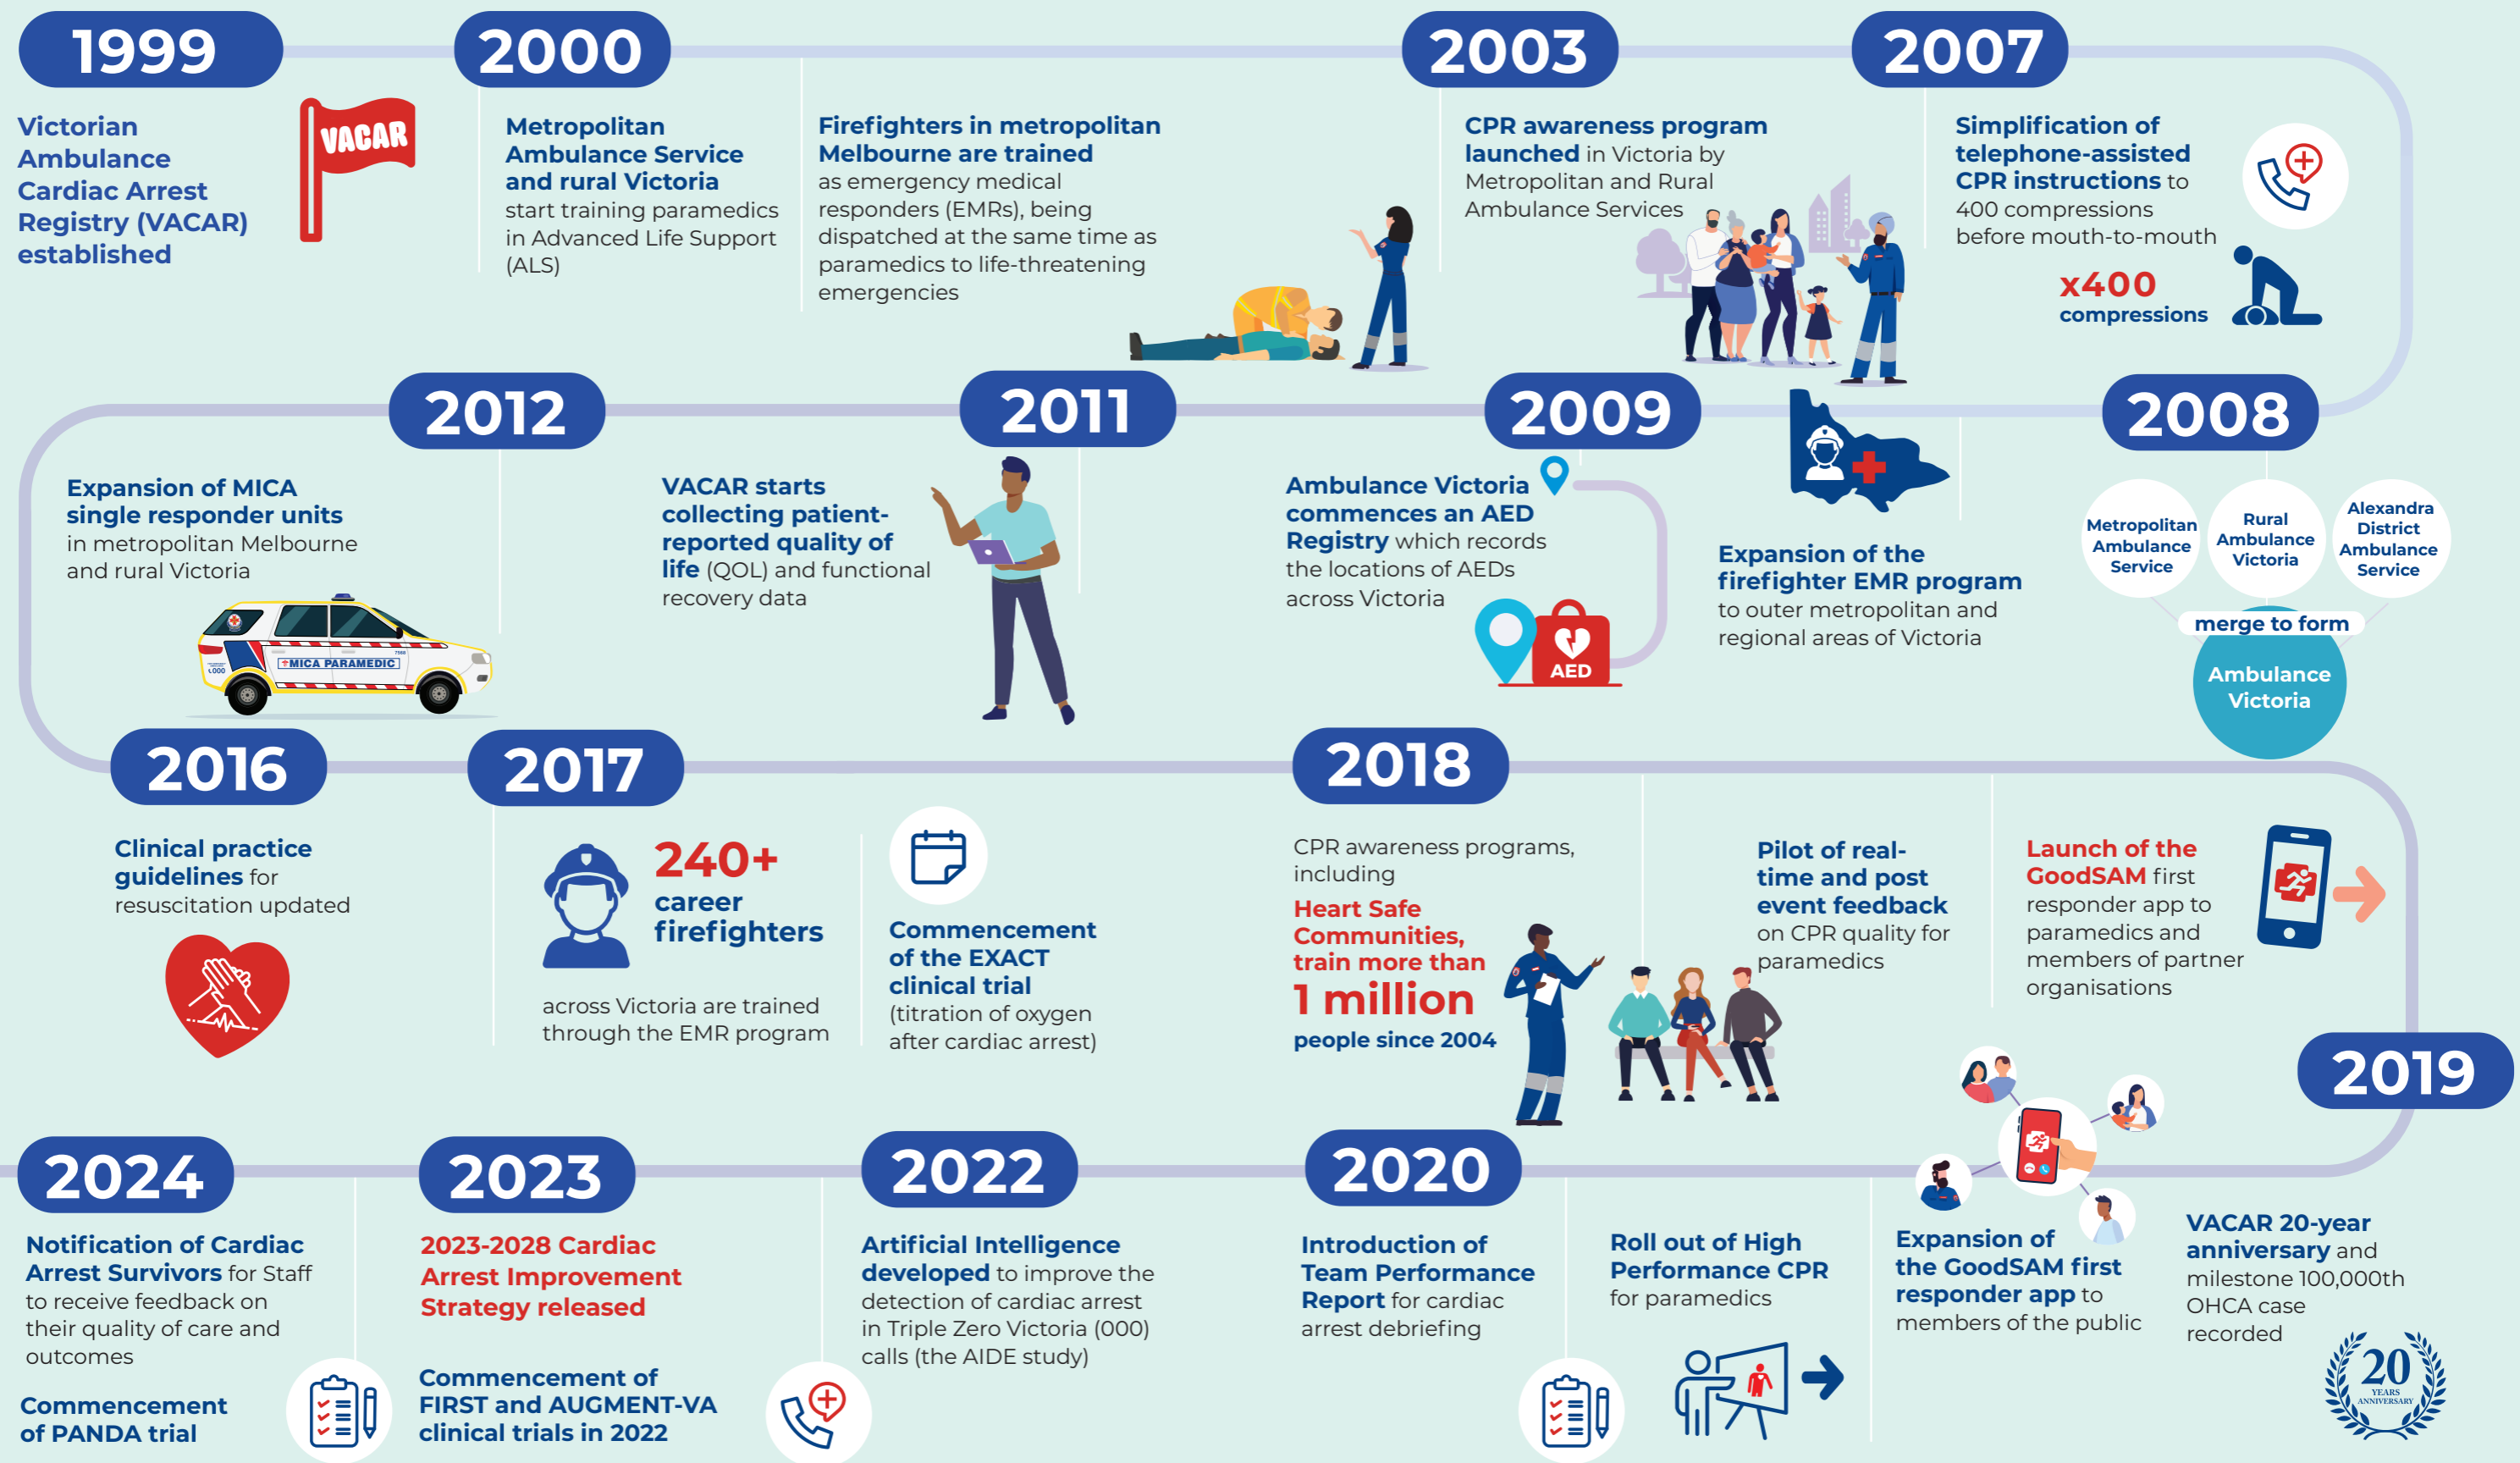 1999
Victorian
Ambulance
Cardiac Arrest
Registry (VACAR)
established
VACAR
2000
Metropolitan
Ambulance Service
and rural Victoria
start training paramedics
in Advanced Life Support
(ALS)
Firefighters in metropolitan
Melbourne are trained
as emergency medical
responders (EMRs), being
dispatched at the same time as
paramedics to life-threatening
emergencies
2003
CPR awareness program
launched in Victoria by
Metropolitan and Rural
Ambulance Services
2007
Simplification of
telephone-assisted
CPR instructions to
400 compressions
before mouth-to-mouth
x400
compressions
2008
Metropolitan
Ambulance
Service
Rural
Ambulance
Victoria
Alexandra
District
Ambulance
Service
merge to form
Ambulance
Victoria
Expansion of the
firefighter EMR program
to outer metropolitan and
regional areas of Victoria
2009
Ambulance Victoria
commences an AED
Registry which records
the locations of AEDs
across Victoria
AED
2011
VACAR starts
collecting patient-
reported quality of
life (QOL) and functional
recovery data
2012
Expansion of MICA
single responder units
in metropolitan Melbourne
and rural Victoria
MICA PARAMEDIC
2016
Clinical practice
guidelines for
resuscitation updated
2017
240+
career
firefighters
across Victoria are trained
through the EMR program
Commencement
of the EXACT
clinical trial
(titration of oxygen
after cardiac arrest)
2018
CPR awareness programs,
including
Heart Safe
Communities,
train more than
1 million
people since 2004
Pilot of real-
time and post
event feedback
on CPR quality for
paramedics
Launch of the
GoodSAM first
responder app to
paramedics and
members of partner
organisations
2019
VACAR 20-year
anniversary and
milestone 100,000th
OHCA case
recorded
20
YEARS
ANNIVERSARY
Expansion of
the GoodSAM first
responder app to
members of the public
2020
Introduction of
Team Performance
Report for cardiac
arrest debriefing
Roll out of High
Performance CPR
for paramedics
2022
Artificial Intelligence
developed to improve the
detection of cardiac arrest
in Triple Zero Victoria (000)
calls (the AIDE study)
2023
2023-2028 Cardiac
Arrest Improvement
Strategy released
Commencement of
FIRST and AUGMENT-VA
clinical trials in 2022
2024
Notification of Cardiac
Arrest Survivors for Staff
to receive feedback on
their quality of care and
outcomes
Commencement
of PANDA trial